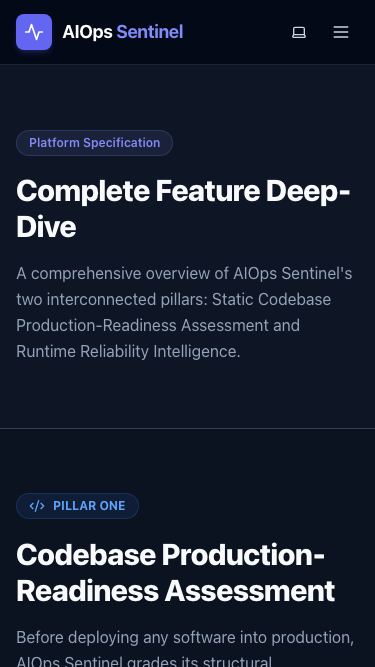 AIOps Sentinel
Platform Specification
Complete Feature Deep-
Dive
A comprehensive overview of AIOps Sentinel's
two interconnected pillars: Static Codebase
Production-Readiness Assessment and
Runtime Reliability Intelligence.
PILLAR ONE
Codebase Production-
Readiness Assessment
Before deploying any software into production,
AIOps Sentinel grades its structural